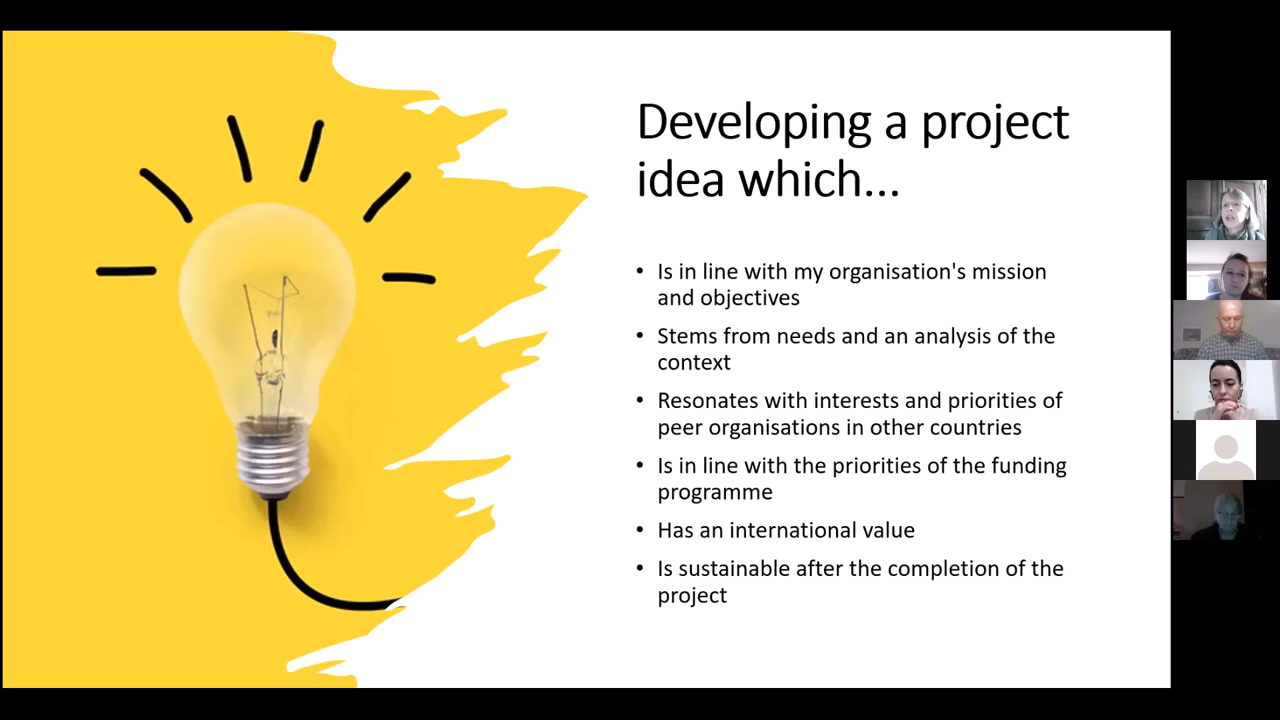 Developing a project
idea which...
• Is in line with my organisation's mission
and objectives
• Stems from needs and an analysis of the
context
• Resonates with interests and priorities of
peer organisations in other countries
• Is in line with the priorities of the funding
programme
• Has an international value
• Is sustainable after the completion of the
project